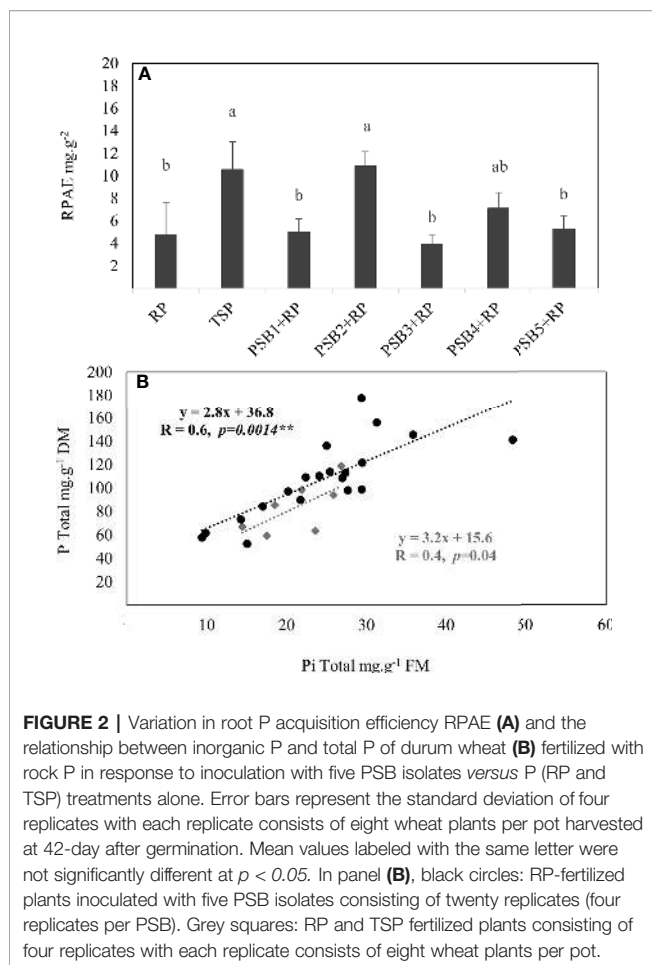 A
RPAE mg.g-2
20
18
16
14
12
10
8
6
4
2
b
a
b
a
b
ab
b
RP
TSP
PSB1+RP
PSB2+RP
PSB3+RP
PSB4+RP
PSB5+RP
B
P Total mg.g-1 DM
200
180
160
140
120
100
80
60
40
20
y = 2.8x + 36.8
R = 0.6, p=0.0014**
y = 3.2x + 15.6
R = 0.4, p=0.04
10 20 30 40 50 60
Pi Total mg.g-1 FM
FIGURE 2 | Variation in root P acquisition efficiency RPAE (A) and the
relationship between inorganic P and total P of durum wheat (B) fertilized with
rock P in response to inoculation with five PSB isolates versus P (RP and
TSP) treatments alone. Error bars represent the standard deviation of four
replicates with each replicate consists of eight wheat plants per pot harvested
at 42-day after germination. Mean values labeled with the same letter were
not significantly different at p < 0.05. In panel (B), black circles: RP-fertilized
plants inoculated with five PSB isolates consisting of twenty replicates (four
replicates per PSB). Grey squares: RP and TSP fertilized plants consisting of
four replicates with each replicate consists of eight wheat plants per pot.